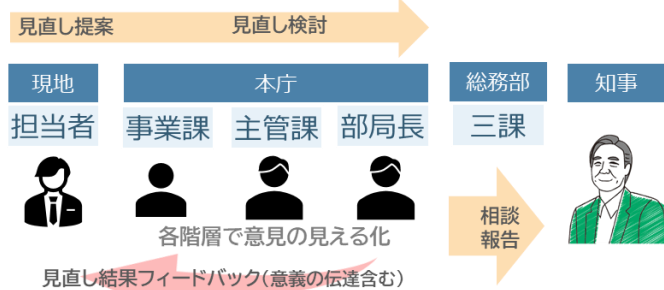 見直し提案 見直し検討
現地 本庁 総務部 知事
担当者 事業課 主管課 部局長 三課
相談
報告
各階層で意見の見える化
見直し結果フィードバック(意義の伝達含む)